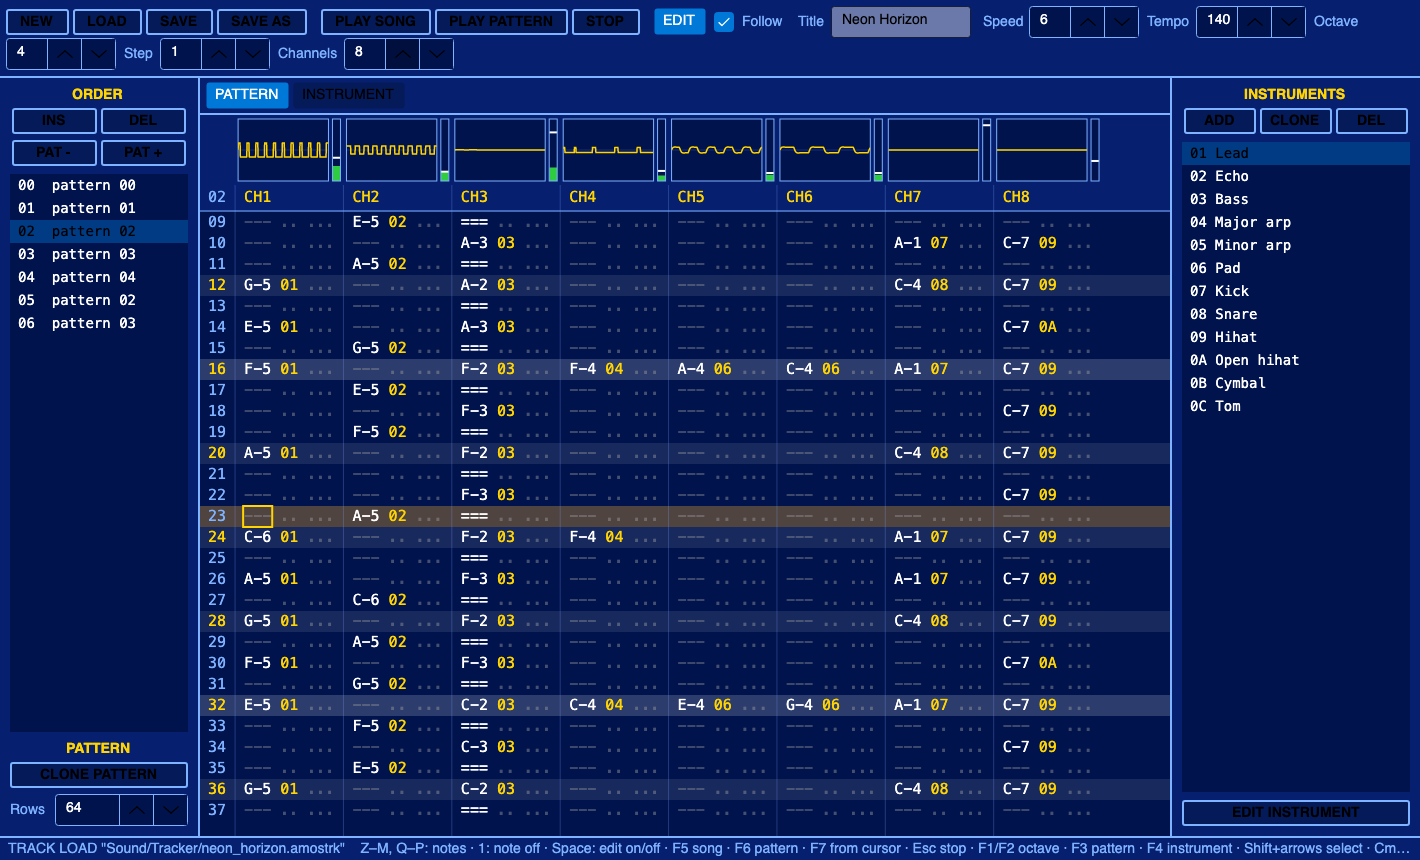 NEW LOAD SAVE SAVE AS PLAY SONG PLAY PATTERN STOP EDIT Follow Title Neon Horizon Speed 6 Tempo 140 Octave
4 Step 1 Channels 8
ORDER
INS DEL
PAT - PAT +
00 pattern 00
01 pattern 01
02 pattern 02
03 pattern 03
04 pattern 04
05 pattern 02
06 pattern 03
PATTERN
CLONE PATTERN
Rows 64
PATTERN INSTRUMENT
02 CH1 CH2 CH3 CH4 CH5 CH6 CH7 CH8
09 --- .. ... E-5 02 ... === .. ... --- .. ... --- .. ... --- .. ... --- .. ... --- .. ...
10 --- .. ... --- .. ... A-3 03 ... --- .. ... --- .. ... --- .. ... A-1 07 ... C-7 09 ...
11 --- .. ... A-5 02 ... === .. ... --- .. ... --- .. ... --- .. ... --- .. ... --- .. ...
12 G-5 01 ... --- .. ... A-2 03 ... --- .. ... --- .. ... --- .. ... C-4 08 ... C-7 09 ...
13 --- .. ... --- .. ... === .. ... --- .. ... --- .. ... --- .. ... --- .. ... --- .. ...
14 E-5 01 ... --- .. ... A-3 03 ... --- .. ... --- .. ... --- .. ... --- .. ... C-7 0A ...
15 --- .. ... G-5 02 ... === .. ... --- .. ... --- .. ... --- .. ... --- .. ... --- .. ...
16 F-5 01 ... --- .. ... F-2 03 ... F-4 04 ... A-4 06 ... C-4 06 ... A-1 07 ... C-7 09 ...
17 --- .. ... E-5 02 ... === .. ... --- .. ... --- .. ... --- .. ... --- .. ... --- .. ...
18 --- .. ... --- .. ... F-3 03 ... --- .. ... --- .. ... --- .. ... --- .. ... C-7 09 ...
19 --- .. ... F-5 02 ... === .. ... --- .. ... --- .. ... --- .. ... --- .. ... --- .. ...
20 A-5 01 ... --- .. ... F-2 03 ... --- .. ... --- .. ... --- .. ... C-4 08 ... C-7 09 ...
21 --- .. ... --- .. ... === .. ... --- .. ... --- .. ... --- .. ... --- .. ... --- .. ...
22 --- .. ... --- .. ... F-3 03 ... --- .. ... --- .. ... --- .. ... --- .. ... C-7 09 ...
23 --- .. ... A-5 02 ... === .. ... --- .. ... --- .. ... --- .. ... --- .. ... --- .. ...
24 C-6 01 ... --- .. ... F-2 03 ... F-4 04 ... --- .. ... --- .. ... A-1 07 ... C-7 09 ...
25 --- .. ... --- .. ... === .. ... --- .. ... --- .. ... --- .. ... --- .. ... --- .. ...
26 A-5 01 ... --- .. ... F-3 03 ... --- .. ... --- .. ... --- .. ... A-1 07 ... C-7 09 ...
27 --- .. ... C-6 02 ... === .. ... --- .. ... --- .. ... --- .. ... --- .. ... --- .. ...
28 G-5 01 ... --- .. ... F-2 03 ... --- .. ... --- .. ... --- .. ... C-4 08 ... C-7 09 ...
29 --- .. ... A-5 02 ... === .. ... --- .. ... --- .. ... --- .. ... --- .. ... --- .. ...
30 F-5 01 ... --- .. ... F-3 03 ... --- .. ... --- .. ... --- .. ... --- .. ... C-7 0A ...
31 --- .. ... G-5 02 ... === .. ... --- .. ... --- .. ... --- .. ... --- .. ... --- .. ...
32 E-5 01 ... --- .. ... C-2 03 ... C-4 04 ... E-4 06 ... G-4 06 ... A-1 07 ... C-7 09 ...
33 --- .. ... F-5 02 ... === .. ... --- .. ... --- .. ... --- .. ... --- .. ... --- .. ...
34 --- .. ... --- .. ... C-3 03 ... --- .. ... --- .. ... --- .. ... --- .. ... C-7 09 ...
35 --- .. ... E-5 02 ... === .. ... --- .. ... --- .. ... --- .. ... --- .. ... --- .. ...
36 G-5 01 ... --- .. ... C-2 03 ... --- .. ... --- .. ... --- .. ... C-4 08 ... C-7 09 ...
37 --- .. ... --- .. ... === .. ... --- .. ... --- .. ... --- .. ... --- .. ... --- .. ...
INSTRUMENTS
ADD CLONE DEL
01 Lead
02 Echo
03 Bass
04 Major arp
05 Minor arp
06 Pad
07 Kick
08 Snare
09 Hihat
0A Open hihat
0B Cymbal
0C Tom
EDIT INSTRUMENT
TRACK LOAD "Sound/Tracker/neon_horizon.amostrk" Z–M, Q–P: notes · 1: note off · Space: edit on/off · F5 song · F6 pattern · F7 from cursor · Esc stop · F1/F2 octave · F3 pattern · F4 instrument · Shift+arrows select · Cm...